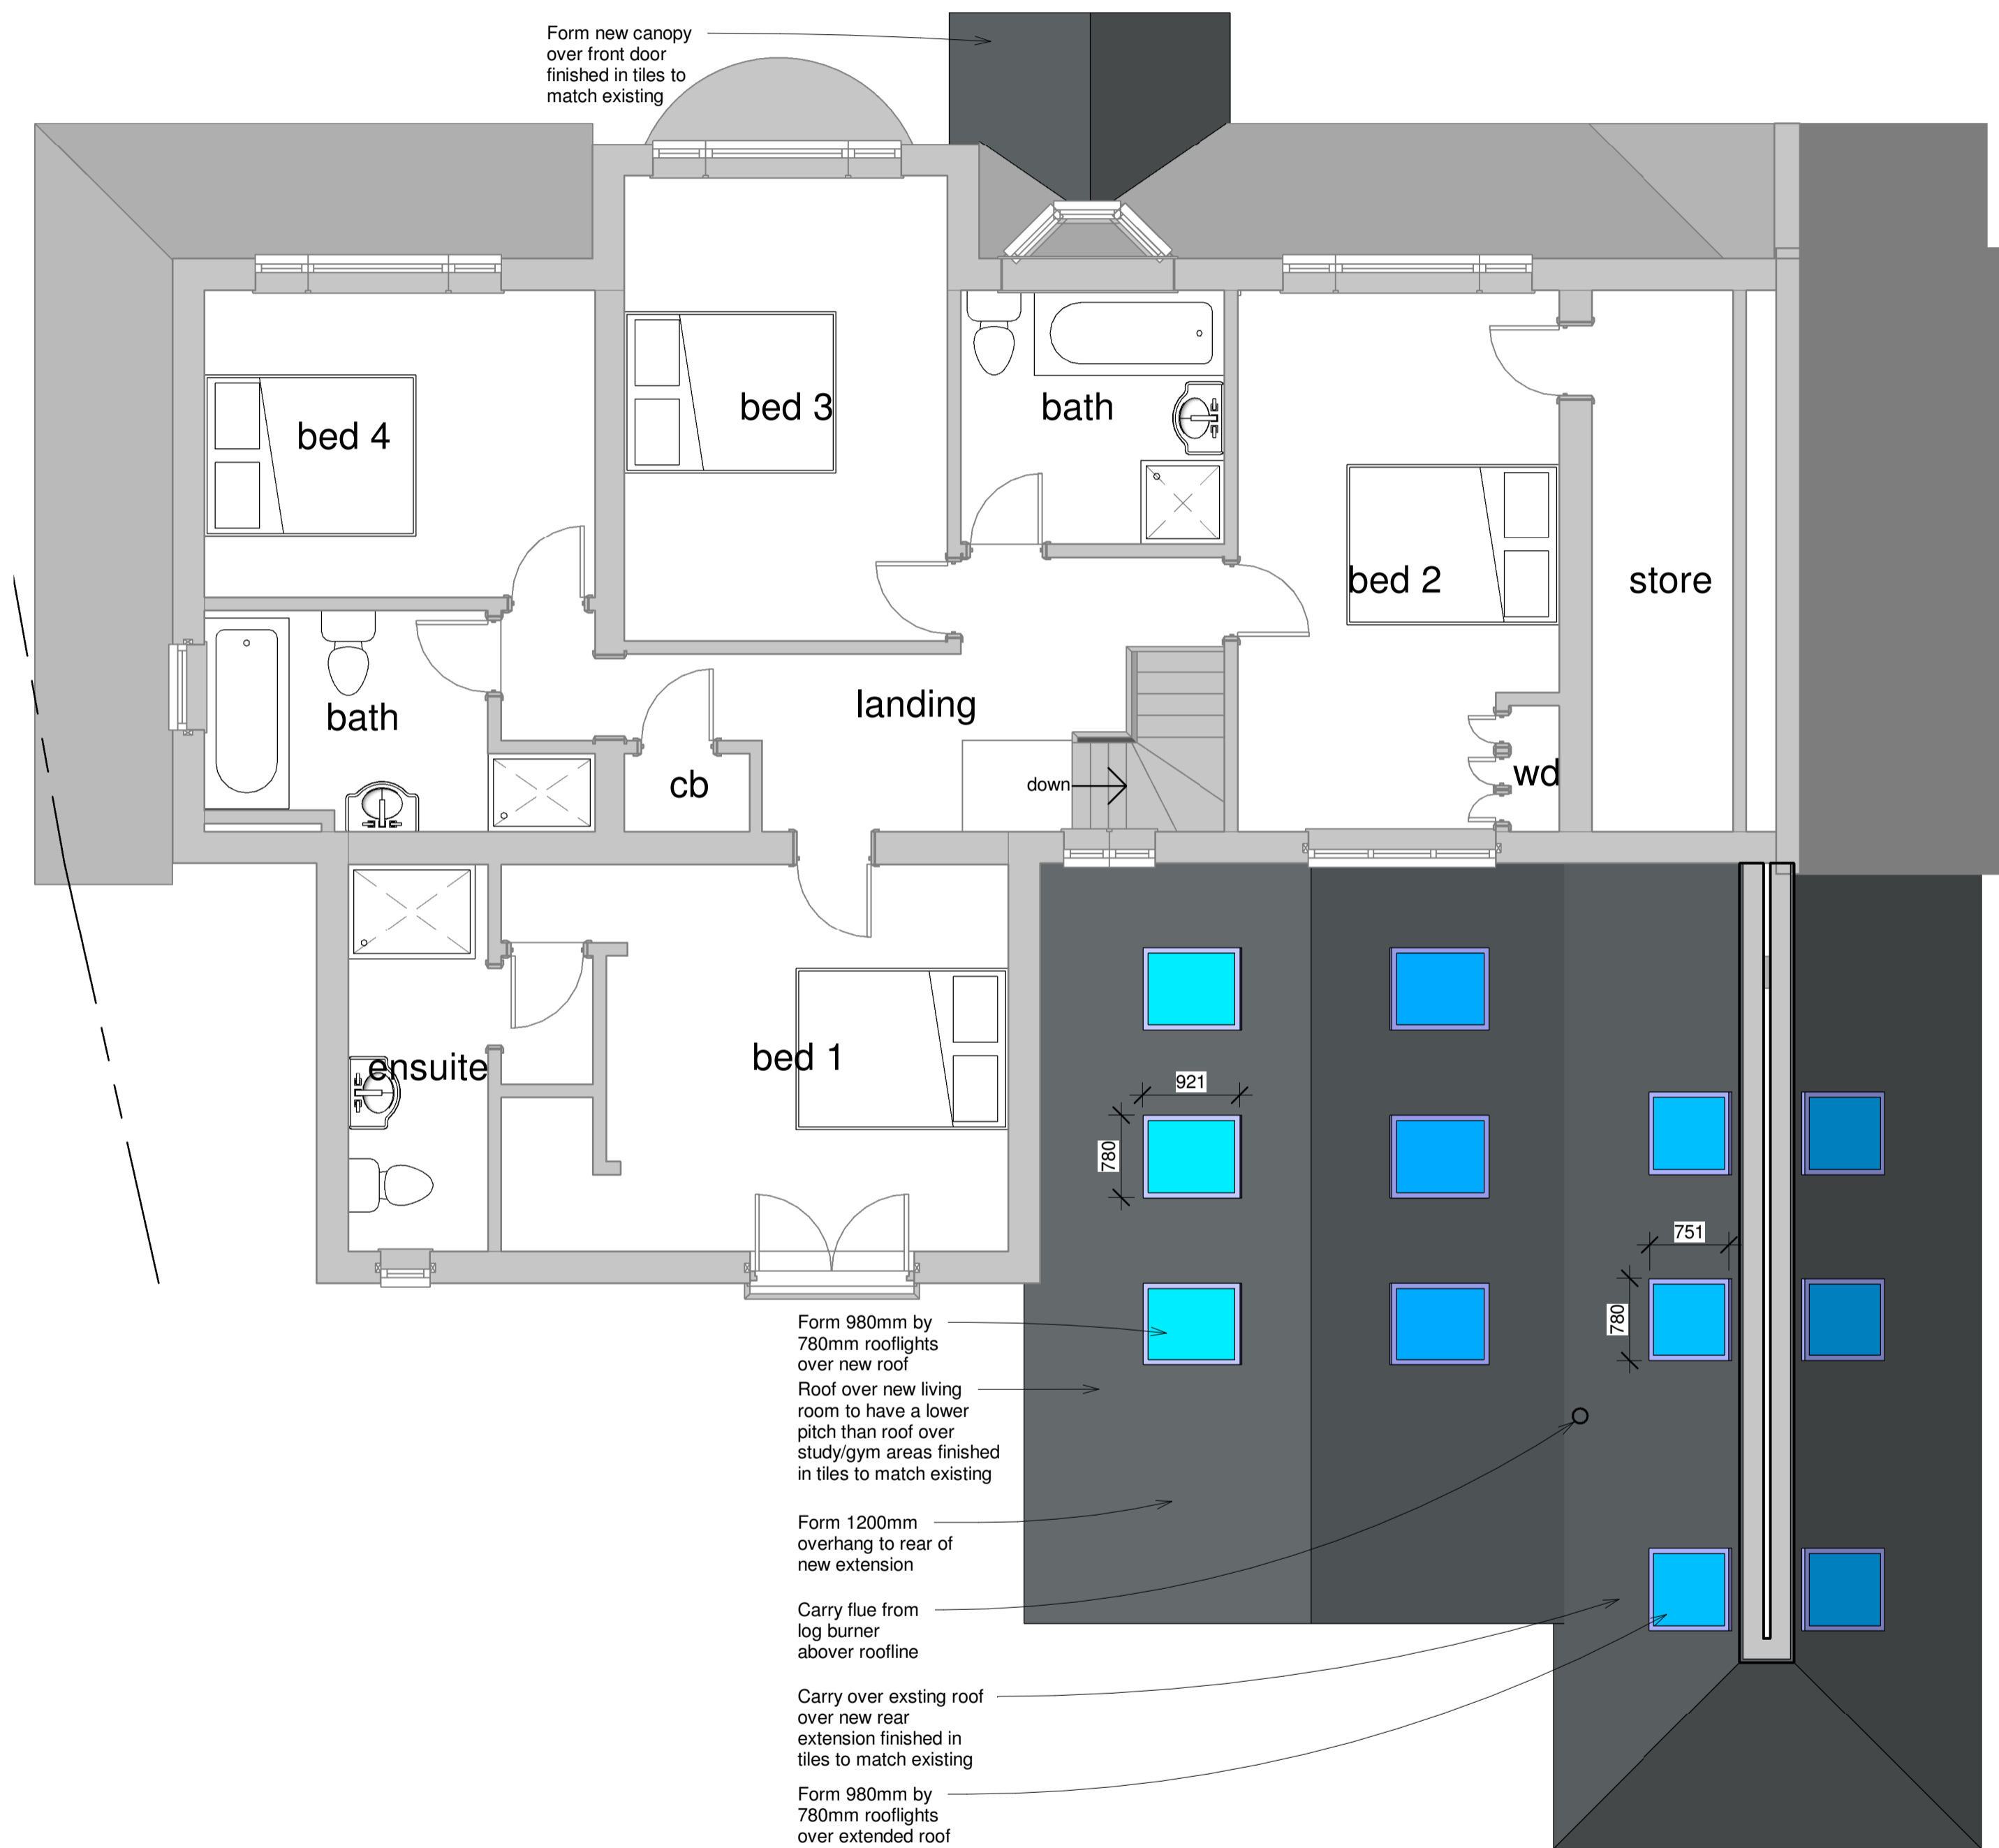 Form new canopy
over front door
finished in tiles to
match existing
bed 4
bed 3
bath
bed 2
store
bath
landing
cb
down
wd
ensuite
bed 1
921
780
751
780
Form 980mm by
780mm rooflights
over new roof
Roof over new living
room to have a lower
pitch than roof over
study/gym areas finished
in tiles to match existing
Form 1200mm
overhang to rear of
new extension
Carry flue from
log burner
abover roofline
Carry over exsting roof
over new rear
extension finished in
tiles to match existing
Form 980mm by
780mm rooflights
over extended roof